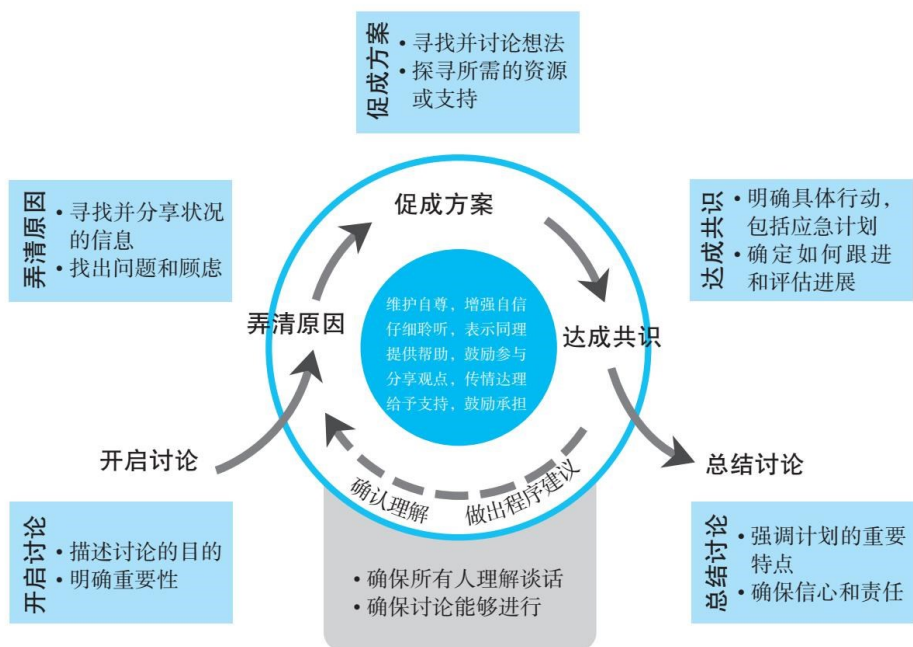 促成方案
• 寻找并讨论想法
• 探寻所需的资源
或支持
弄清原因
• 寻找并分享状况
的信息
• 找出问题和顾虑
达成共识
• 明确具体行动，
包括应急计划
• 确定如何跟进
和评估进展
促成方案
弄清原因
达成共识
维护自尊，增强自信
仔细聆听，表示同理
提供帮助，鼓励参与
分享观点，传情达理
给予支持，鼓励承担
开启讨论
总结讨论
确认理解
做出程序建议
开启讨论
• 描述讨论的目的
• 明确重要性
• 确保所有人理解谈话
• 确保讨论能够进行
总结讨论
• 强调计划的重要
特点
• 确保信心和责任